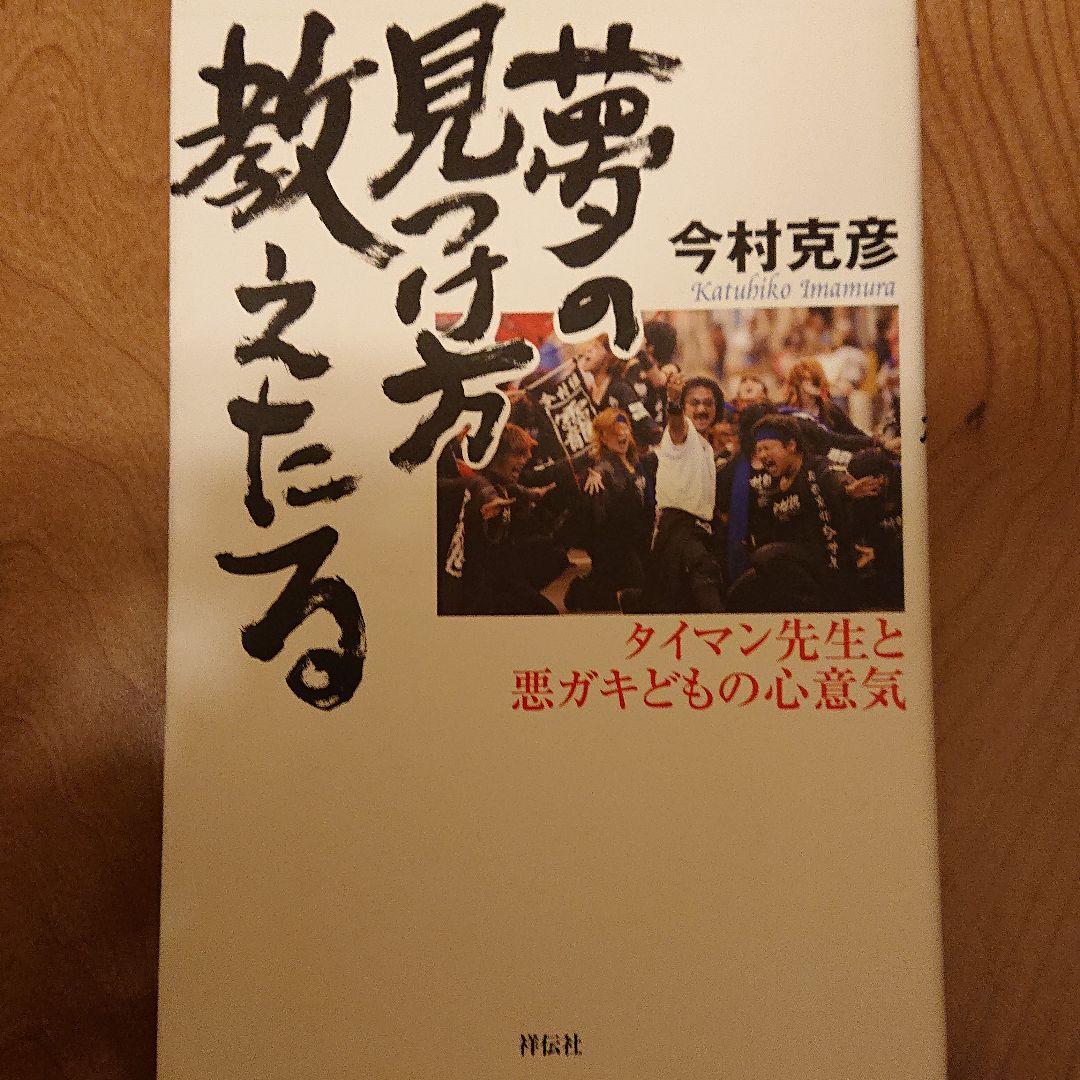 夢の
見つけ方
教えたる
今村克彦
Katuhiko Imamura
タイマン先生と
悪ガキどもの心意気
祥伝社